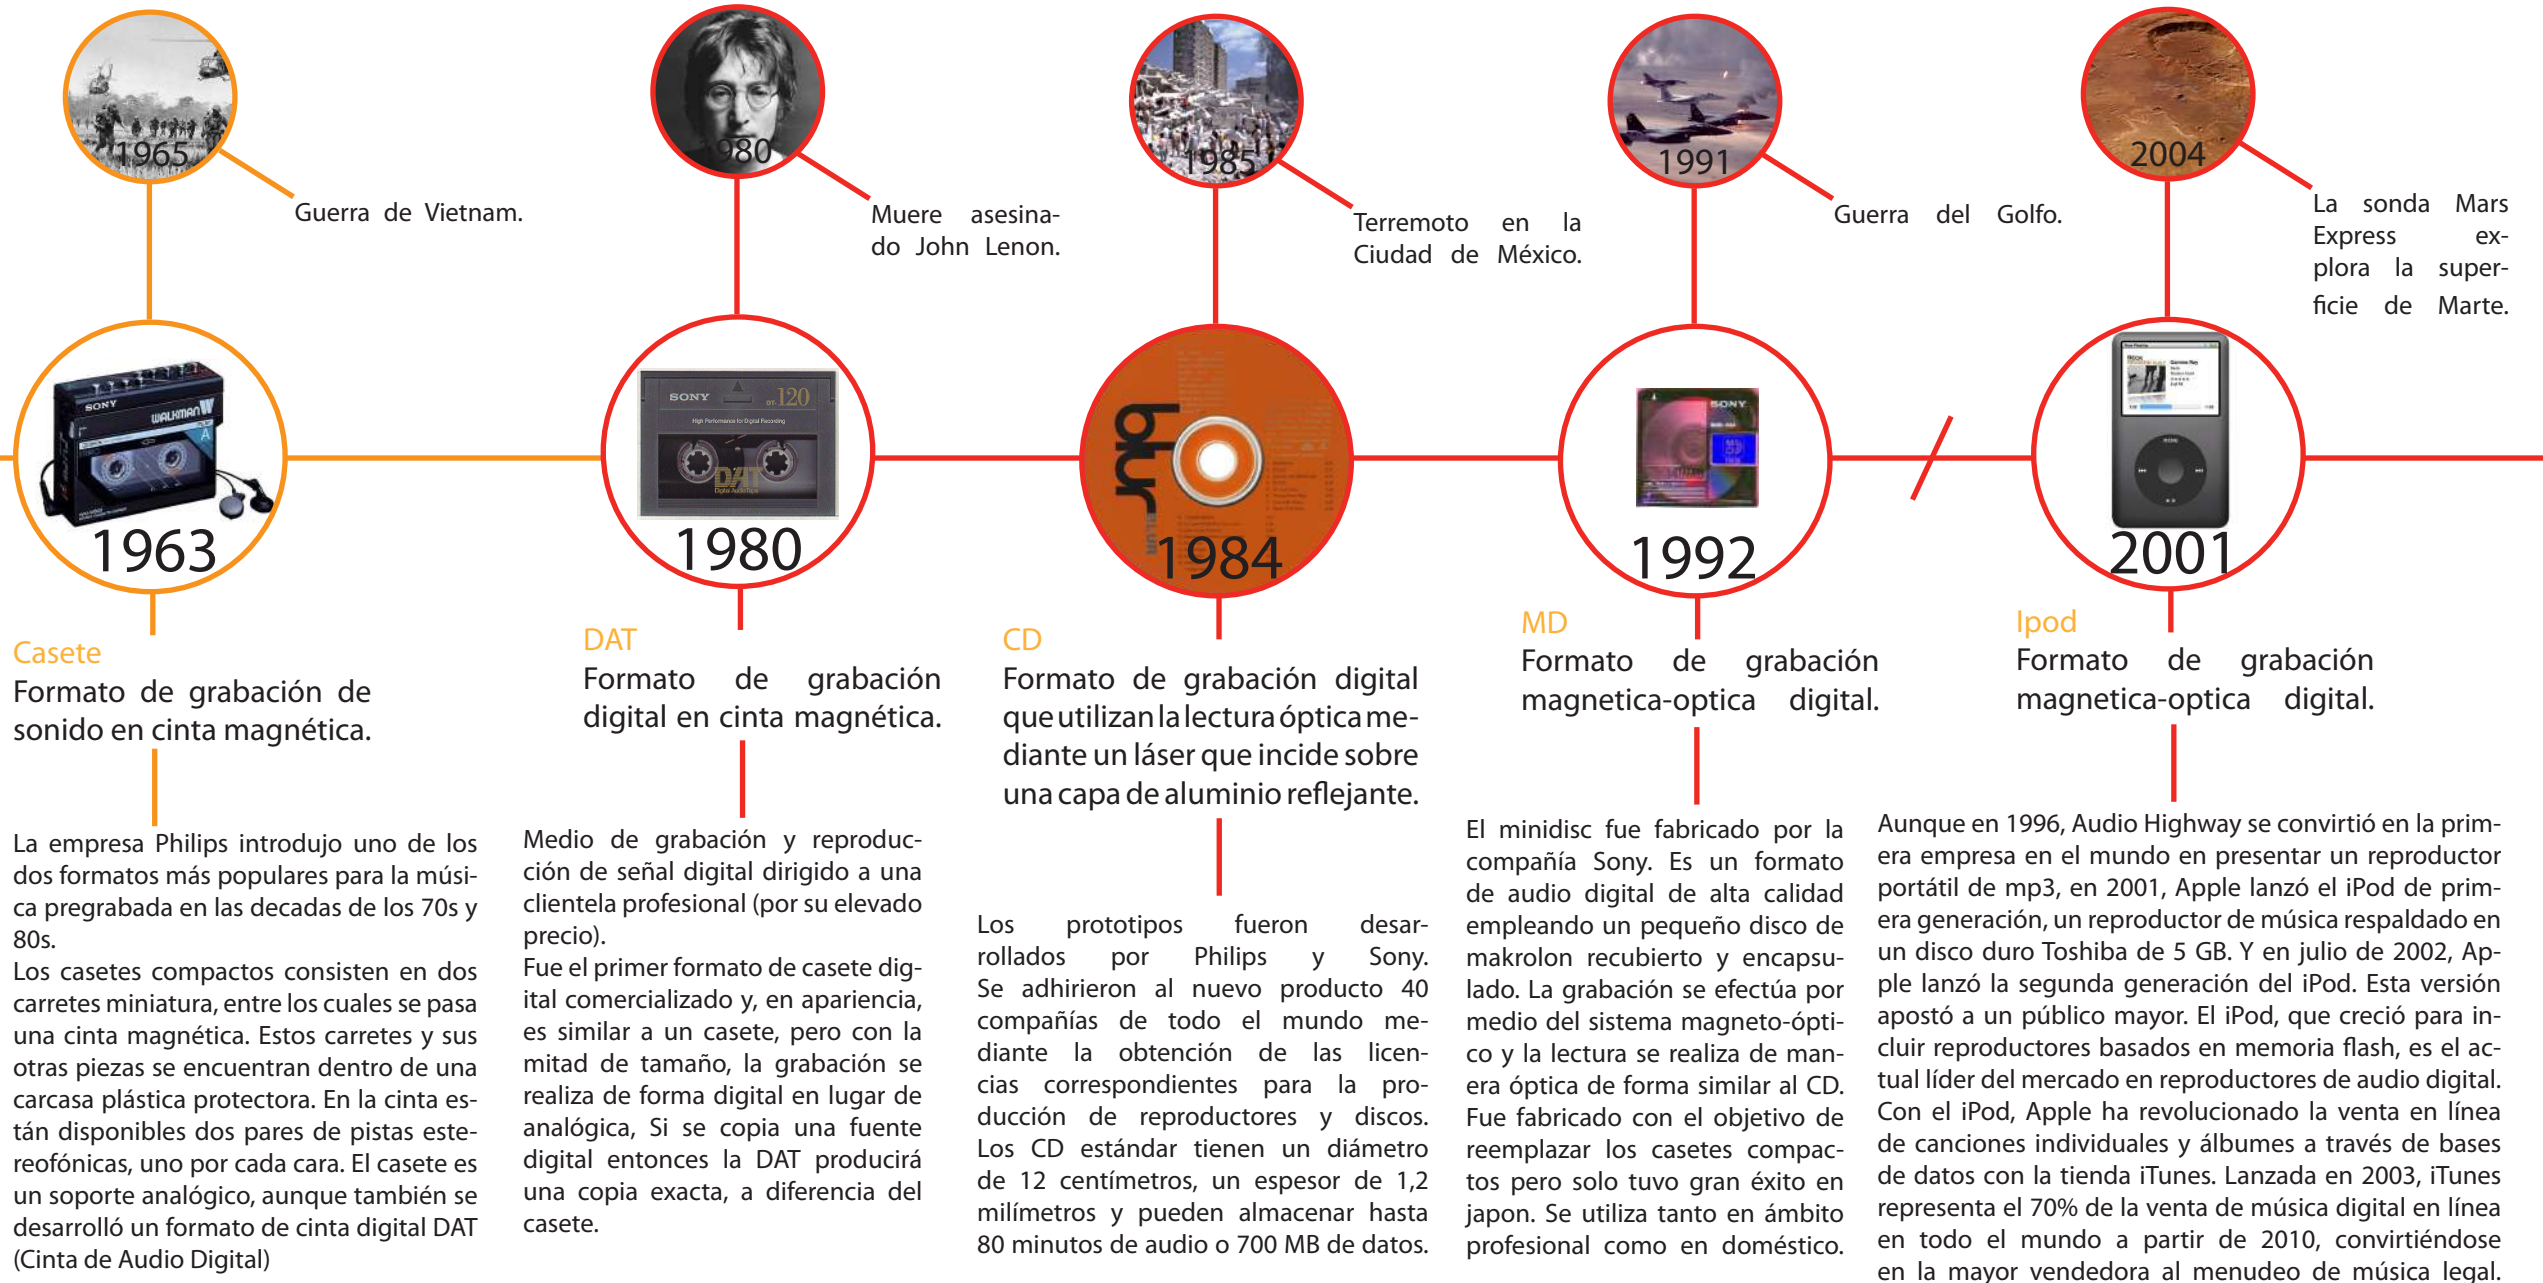 1965
Guerra de Vietnam.
1980
Muere asesina-
do John Lenon.
1985
Terremoto en la
Ciudad de México.
1991
Guerra del Golfo.
2004
La sonda Mars
Express ex-
plora la super-
ficie de Marte.
SONY
WALKMAN
A
1963
SONY
DT-120
High Performance for Digital Recording
DAT
Digital Audio Tape
1980
blur
1984
SONY
1992
MENU
2001
Casete
Formato de grabación de
sonido en cinta magnética.
La empresa Philips introdujo uno de los
dos formatos más populares para la músi-
ca pregrabada en las decadas de los 70s y
80s.
Los casetes compactos consisten en dos
carretes miniatura, entre los cuales se pasa
una cinta magnética. Estos carretes y sus
otras piezas se encuentran dentro de una
carcasa plástica protectora. En la cinta es-
tán disponibles dos pares de pistas este-
reofónicas, uno por cada cara. El casete es
un soporte analógico, aunque también se
desarrolló un formato de cinta digital DAT
(Cinta de Audio Digital)
DAT
Formato de grabación
digital en cinta magnética.
Medio de grabación y reproduc-
ción de señal digital dirigido a una
clientela profesional (por su elevado
precio).
Fue el primer formato de casete dig-
ital comercializado y, en apariencia,
es similar a un casete, pero con la
mitad de tamaño, la grabación se
realiza de forma digital en lugar de
analógica, Si se copia una fuente
digital entonces la DAT producirá
una copia exacta, a diferencia del
casete.
CD
Formato de grabación digital
que utilizan la lectura óptica me-
diante un láser que incide sobre
una capa de aluminio reflejante.
Los prototipos fueron desar-
rollados por Philips y Sony.
Se adhirieron al nuevo producto 40
compañías de todo el mundo me-
diante la obtención de las licen-
cias correspondientes para la pro-
ducción de reproductores y discos.
Los CD estándar tienen un diámetro
de 12 centímetros, un espesor de 1,2
milímetros y pueden almacenar hasta
80 minutos de audio o 700 MB de datos.
MD
Formato de grabación
magnetica-optica digital.
El minidisc fue fabricado por la
compañía Sony. Es un formato
de audio digital de alta calidad
empleando un pequeño disco de
makrolon recubierto y encapsu-
lado. La grabación se efectúa por
medio del sistema magneto-ópti-
co y la lectura se realiza de man-
era óptica de forma similar al CD.
Fue fabricado con el objetivo de
reemplazar los casetes compac-
tos pero solo tuvo gran éxito en
japon. Se utiliza tanto en ámbito
profesional como en doméstico.
Ipod
Formato de grabación
magnetica-optica digital.
Aunque en 1996, Audio Highway se convirtió en la prim-
era empresa en el mundo en presentar un reproductor
portátil de mp3, en 2001, Apple lanzó el iPod de prim-
era generación, un reproductor de música respaldado en
un disco duro Toshiba de 5 GB. Y en julio de 2002, Ap-
ple lanzó la segunda generación del iPod. Esta versión
apostó a un público mayor. El iPod, que creció para in-
cluir reproductores basados en memoria flash, es el ac-
tual líder del mercado en reproductores de audio digital.
Con el iPod, Apple ha revolucionado la venta en línea
de canciones individuales y álbumes a través de bases
de datos con la tienda iTunes. Lanzada en 2003, iTunes
representa el 70% de la venta de música digital en línea
en todo el mundo a partir de 2010, convirtiéndose
en la mayor vendedora al menudeo de música legal.